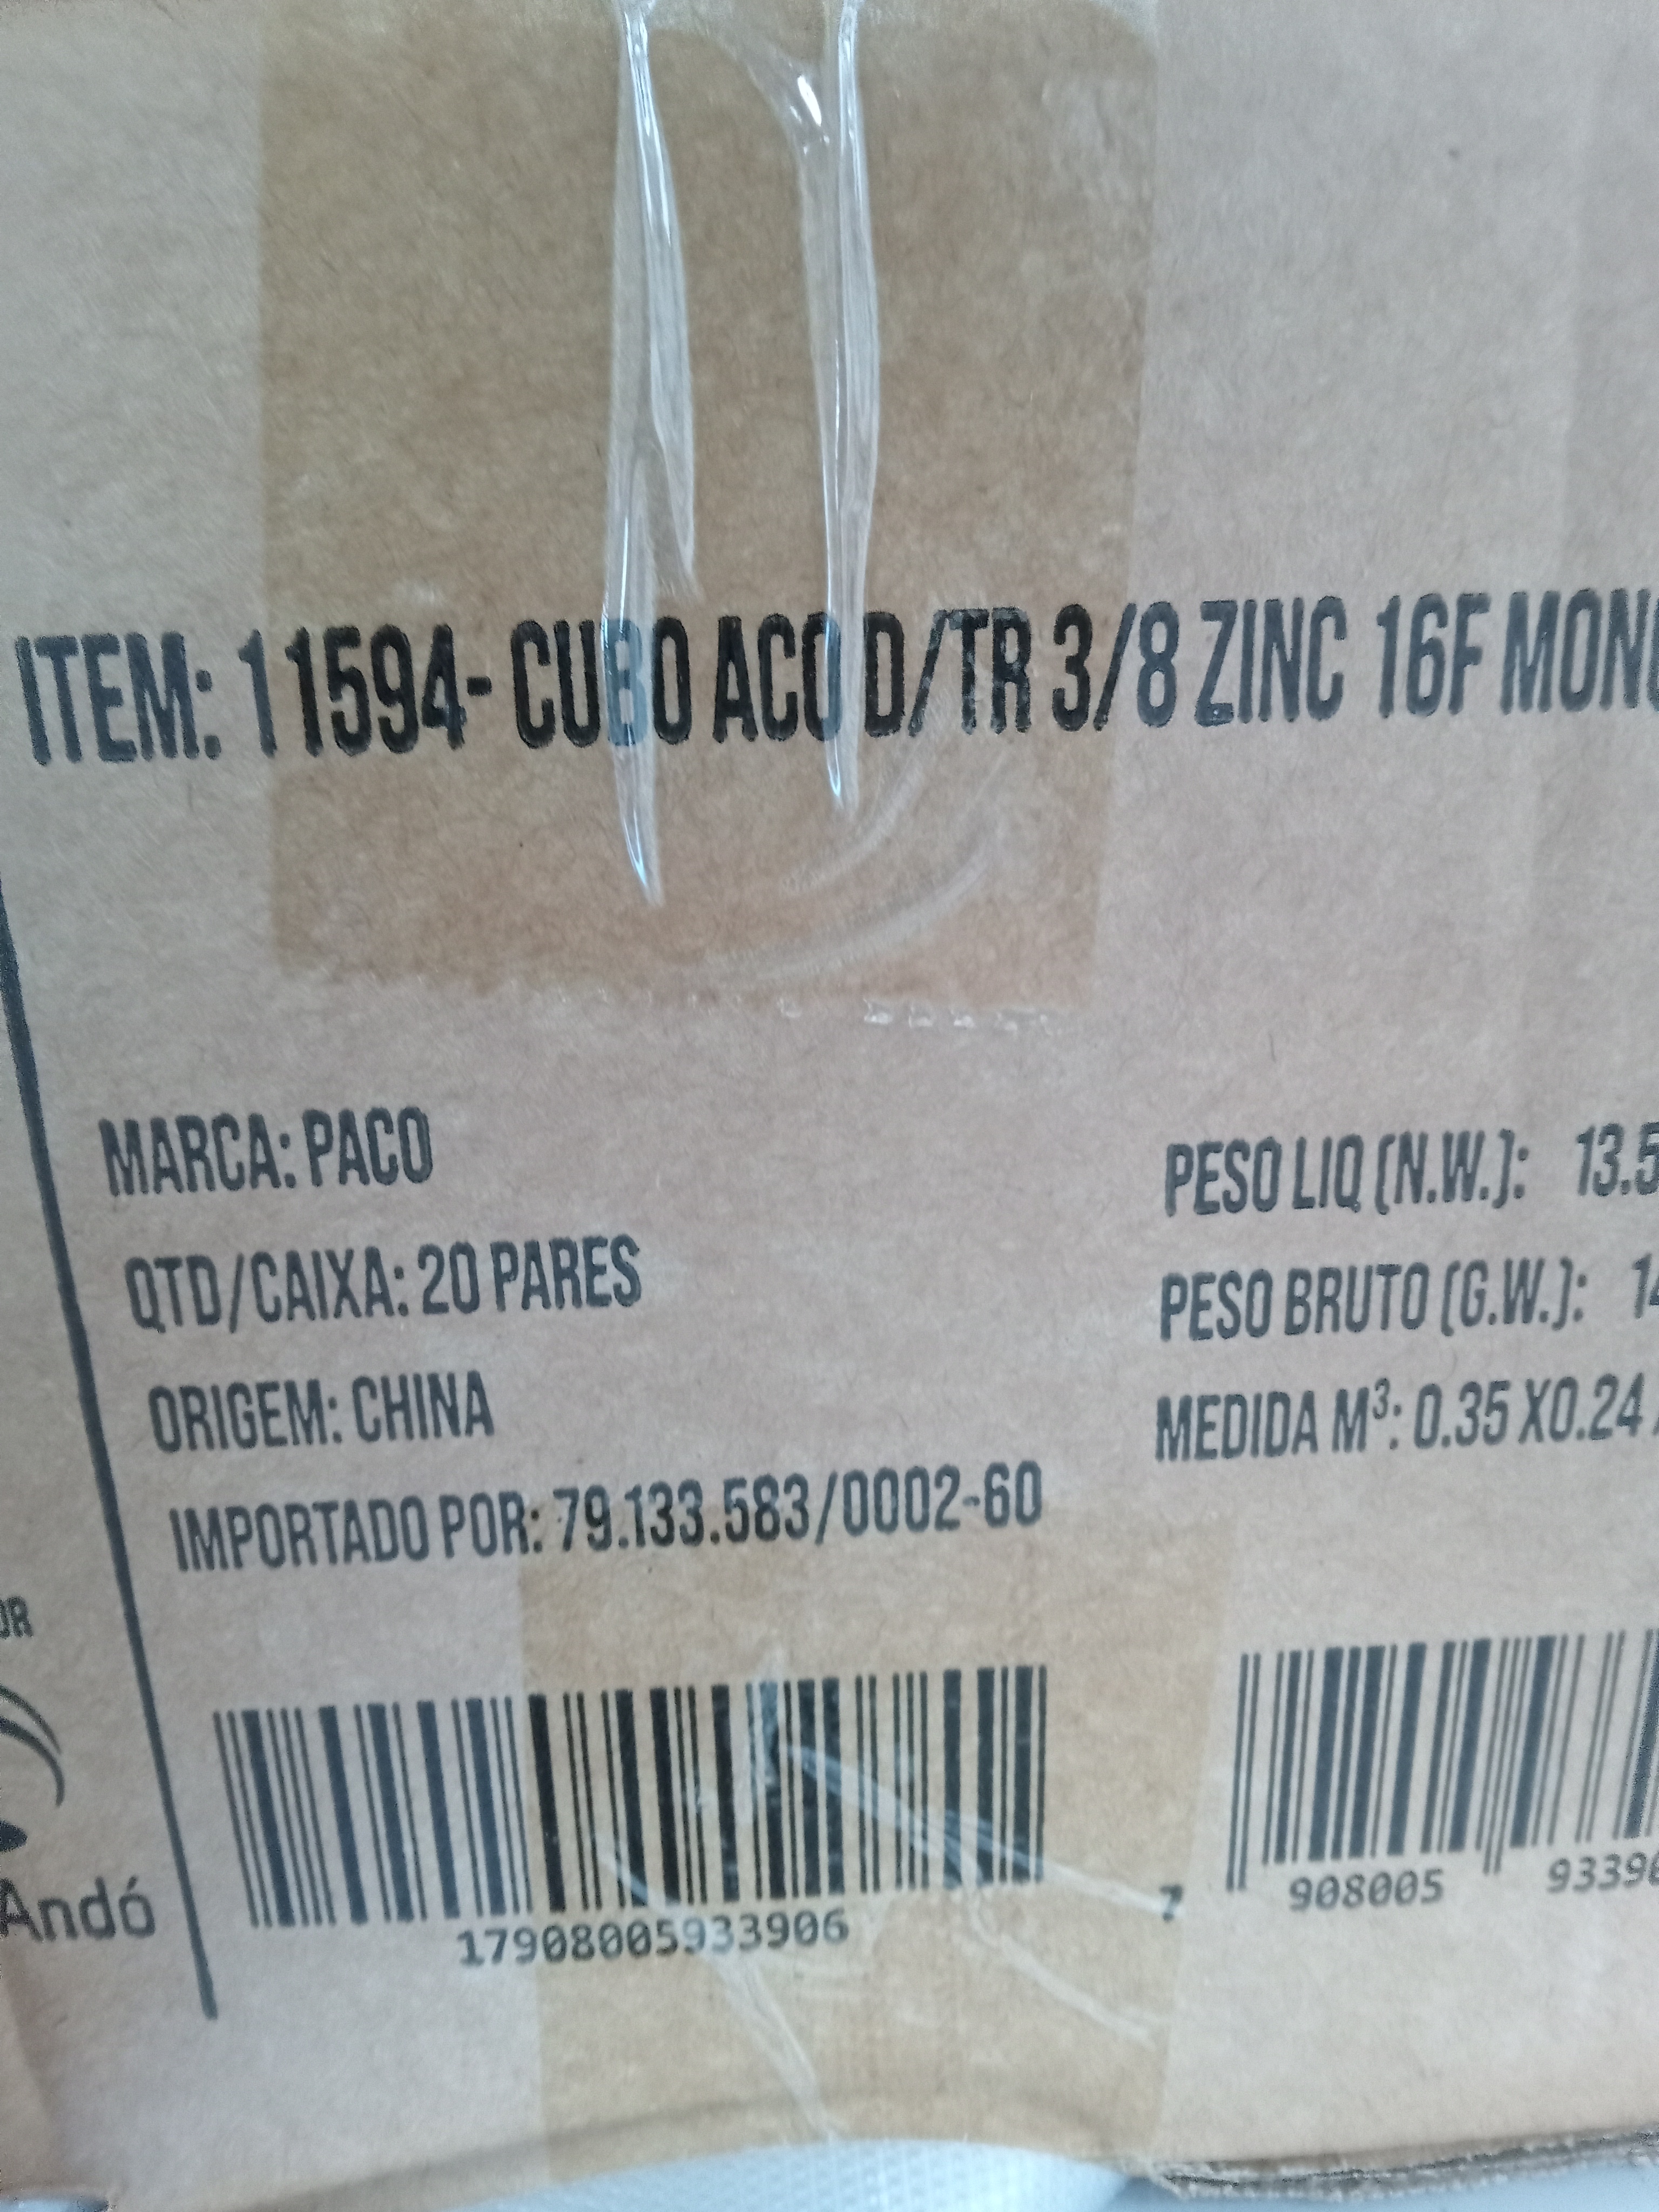 ITEM: 11594- CUBO ACO D/TR 3/8 ZINC 16F MONO
MARCA: PACO
QTD/CAIXA: 20 PARES
ORIGEM: CHINA
IMPORTADO POR: 79.133.583/0002-60
PESO LIQ (N.W.): 13.5
PESO BRUTO (G.W.): 14
MEDIDA M³: 0.35 X0.24
OR
Andó
17908005933906
7 908005 93390